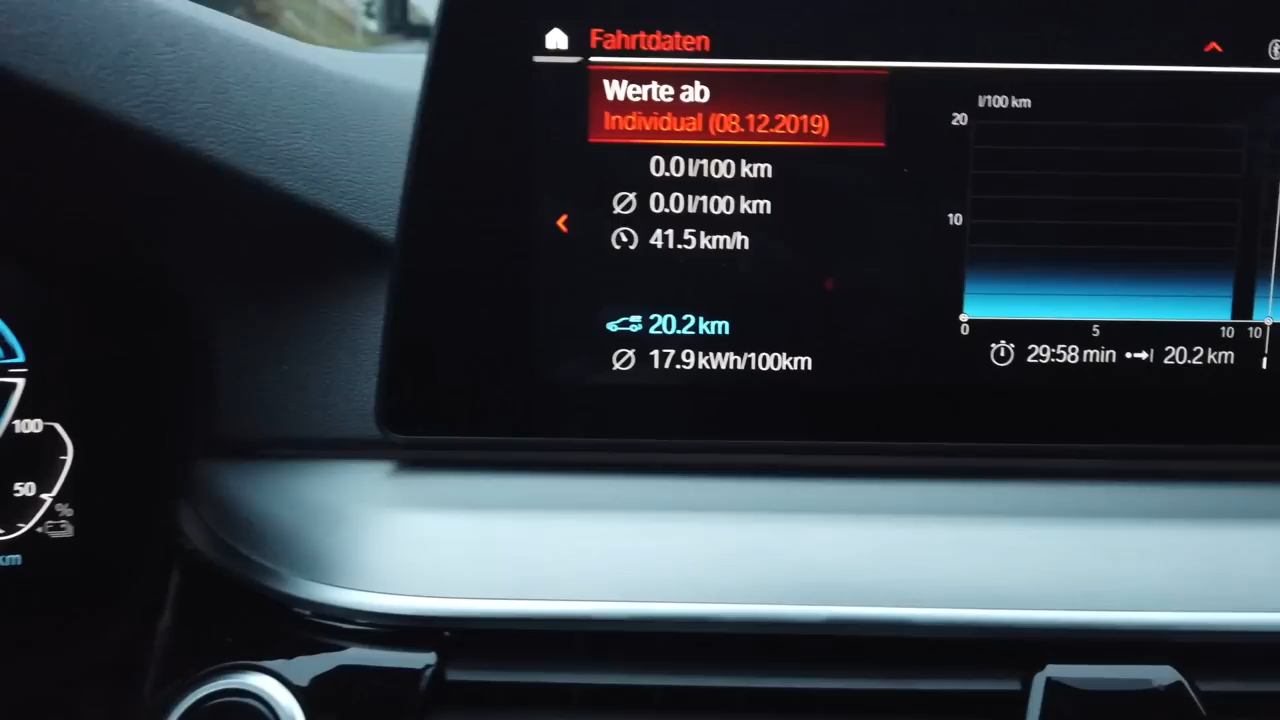 Fahrtdaten
Werte ab
Individual (08.12.2019)
0.0 l/100 km
Ø 0.0 l/100 km
41.5 km/h
20.2 km
Ø 17.9 kWh/100km
l/100 km
20
10
0 5 10 10
29:58 min 20.2 km
100
50
%
km